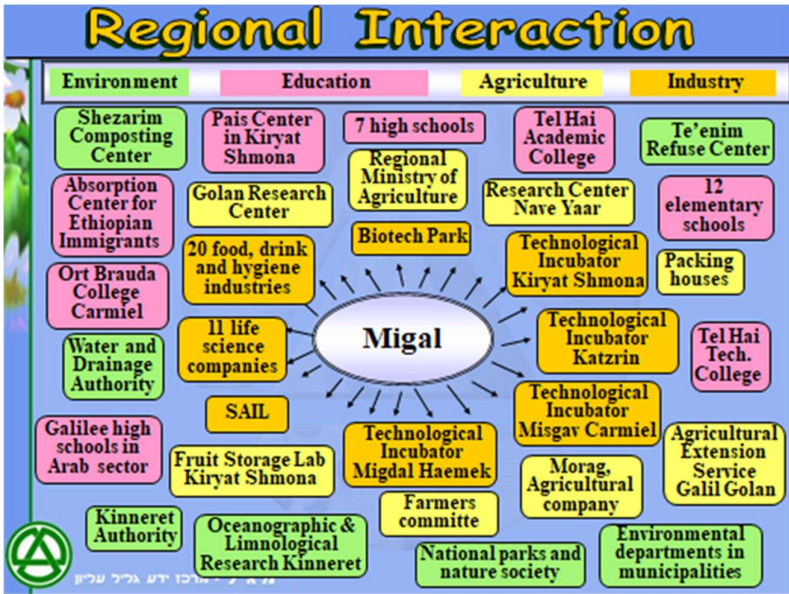 Regional Interaction
Environment
Education
Agriculture
Industry
Shezarim
Composting
Center
Pais Center
in Kiryat
Shmona
7 high schools
Tel Hai
Academic
College
Te'enim
Refuse Center
Absorption
Center for
Ethiopian
Immigrants
Golan Research
Center
Regional
Ministry of
Agriculture
Research Center
Nave Yaar
12
elementary
schools
20 food, drink
and hygiene
industries
Biotech Park
Technological
Incubator
Kiryat Shmona
Packing
houses
Ort Brauda
College
Carmiel
11 life
science
companies
Migal
Technological
Incubator
Katzrin
Tel Hai
Tech.
College
Water and
Drainage
Authority
SAIL
Technological
Incubator
Misgav Carmiel
Galilee high
schools in
Arab sector
Fruit Storage Lab
Kiryat Shmona
Technological
Incubator
Migdal Haemek
Morag,
Agricultural
company
Agricultural
Extension
Service
Galil Golan
Kinneret
Authority
Oceanographic &
Limnological
Research Kinneret
Farmers
committe
National parks and
nature society
Environmental
departments in
municipalities
מ י ג " ל - מרכז ידע גליל עליון